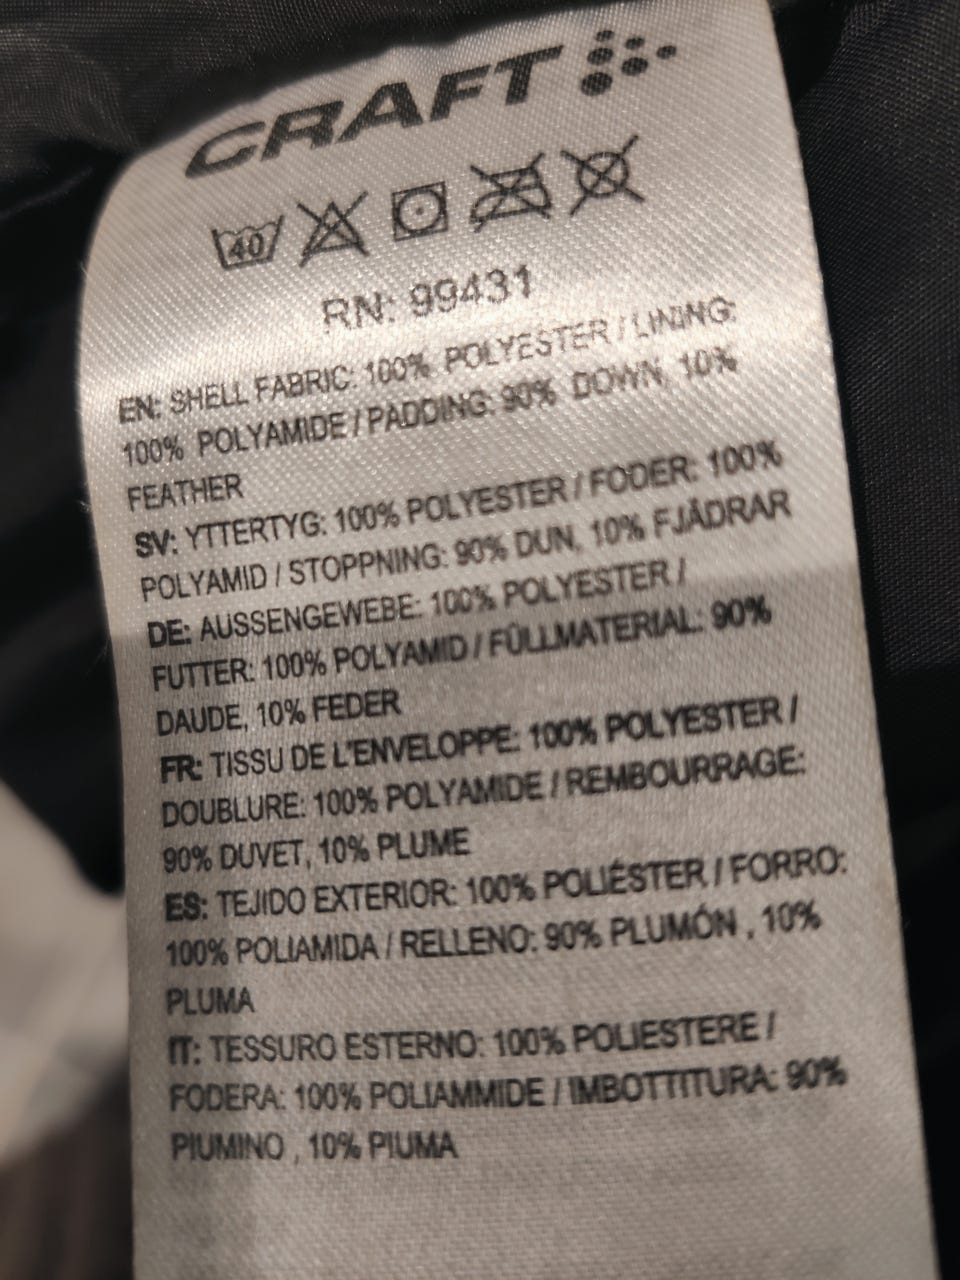 CRAFT
40
RN: 99431
EN: SHELL FABRIC: 100% POLYESTER / LINING:
100% POLYAMIDE / PADDING: 90% DOWN, 10%
FEATHER
SV: YTTERTYG: 100% POLYESTER / FODER: 100%
POLYAMID / STOPPNING: 90% DUN, 10% FJÄDRAR
DE: AUSSENGEWEBE: 100% POLYESTER /
FUTTER: 100% POLYAMID / FÜLLMATERIAL: 90%
DAUDE, 10% FEDER
FR: TISSU DE L'ENVELOPPE: 100% POLYESTER /
DOUBLURE: 100% POLYAMIDE / REMBOURRAGE:
90% DUVET, 10% PLUME
ES: TEJIDO EXTERIOR: 100% POLIÉSTER / FORRO:
100% POLIAMIDA / RELLENO: 90% PLUMÓN , 10%
PLUMA
IT: TESSURO ESTERNO: 100% POLIESTERE /
FODERA: 100% POLIAMMIDE / IMBOTTITURA: 90%
PIUMINO , 10% PIUMA